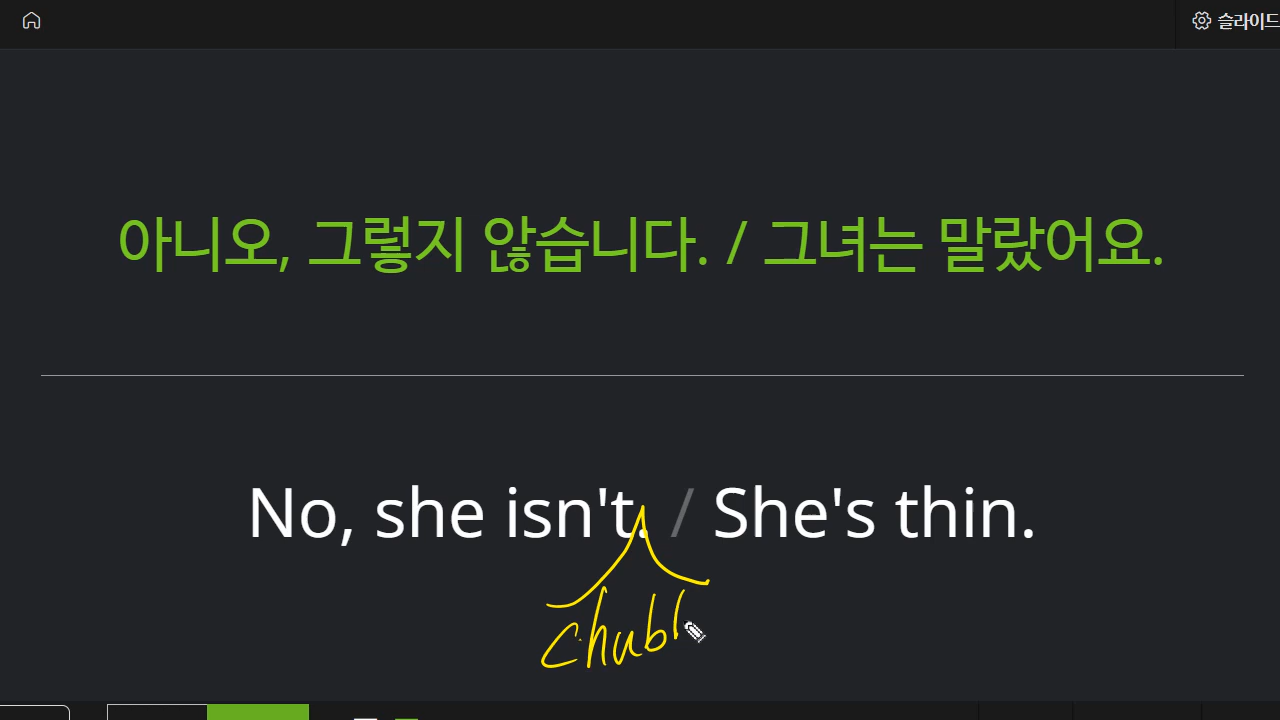 슬라이드
아니오, 그렇지 않습니다. / 그녀는 말랐어요.
No, she isn't. / She's thin.
chubb